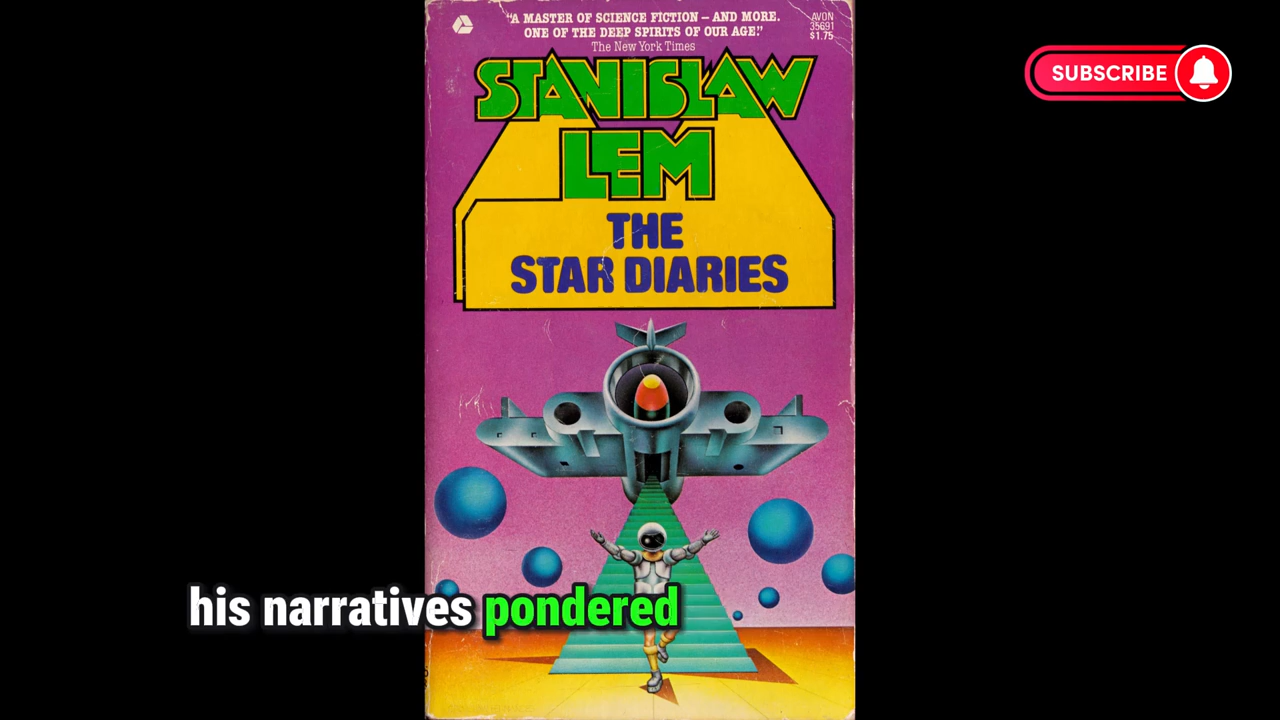 "A MASTER OF SCIENCE FICTION – AND MORE.
ONE OF THE DEEP SPIRITS OF OUR AGE."
The New York Times
AVON
35691
$1.75
SUBSCRIBE
STANISLAW
LEM
THE
STAR DIARIES
his narratives pondered